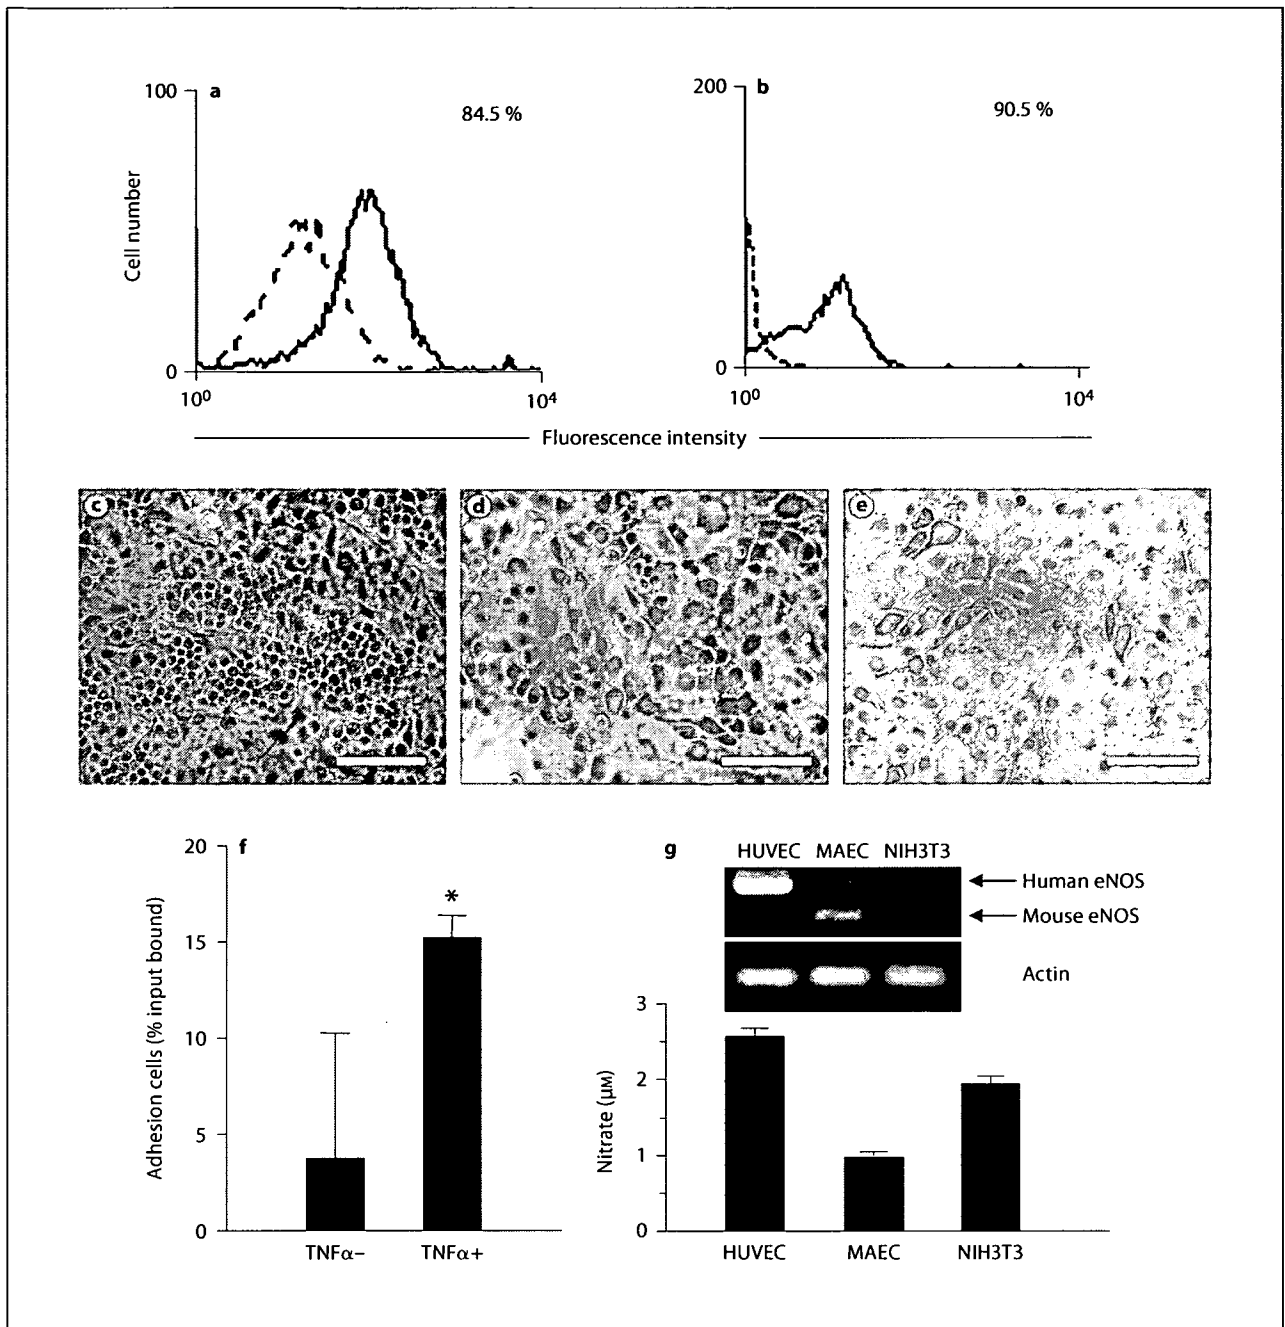 a
b
100
84.5 %
0
10⁰
10⁴
Cell number
200
90.5 %
0
10⁰
10⁴
Fluorescence intensity
c
d
e
f
20
15
10
5
0
*
Adhesion cells (% input bound)
TNFα−
TNFα+
g
HUVEC MAEC NIH3T3
Human eNOS
Mouse eNOS
Actin
3
2
1
0
Nitrate (μM)
HUVEC
MAEC
NIH3T3